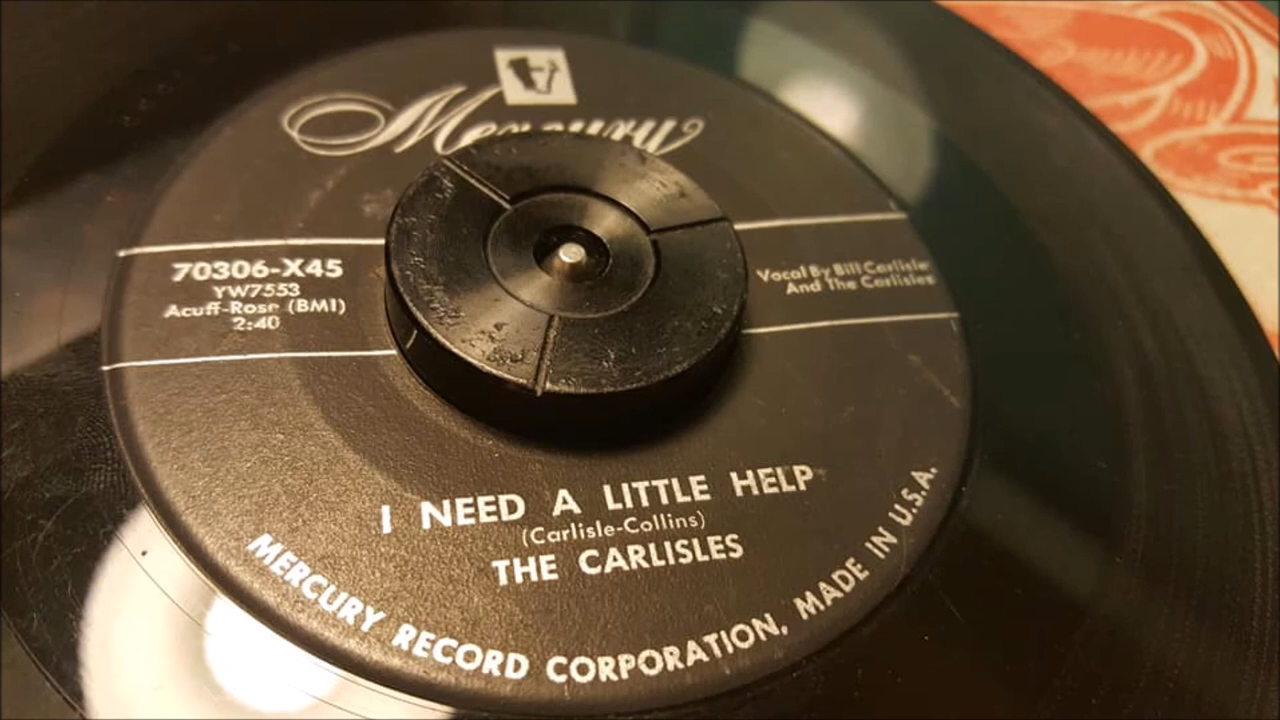 Mercury
70306-X45
YW7553
Acuff-Rose (BMI)
2:40
Vocal By Bill Carlisle
And The Carlisles
I NEED A LITTLE HELP
(Carlisle-Collins)
THE CARLISLES
MERCURY RECORD CORPORATION, MADE IN U.S.A.